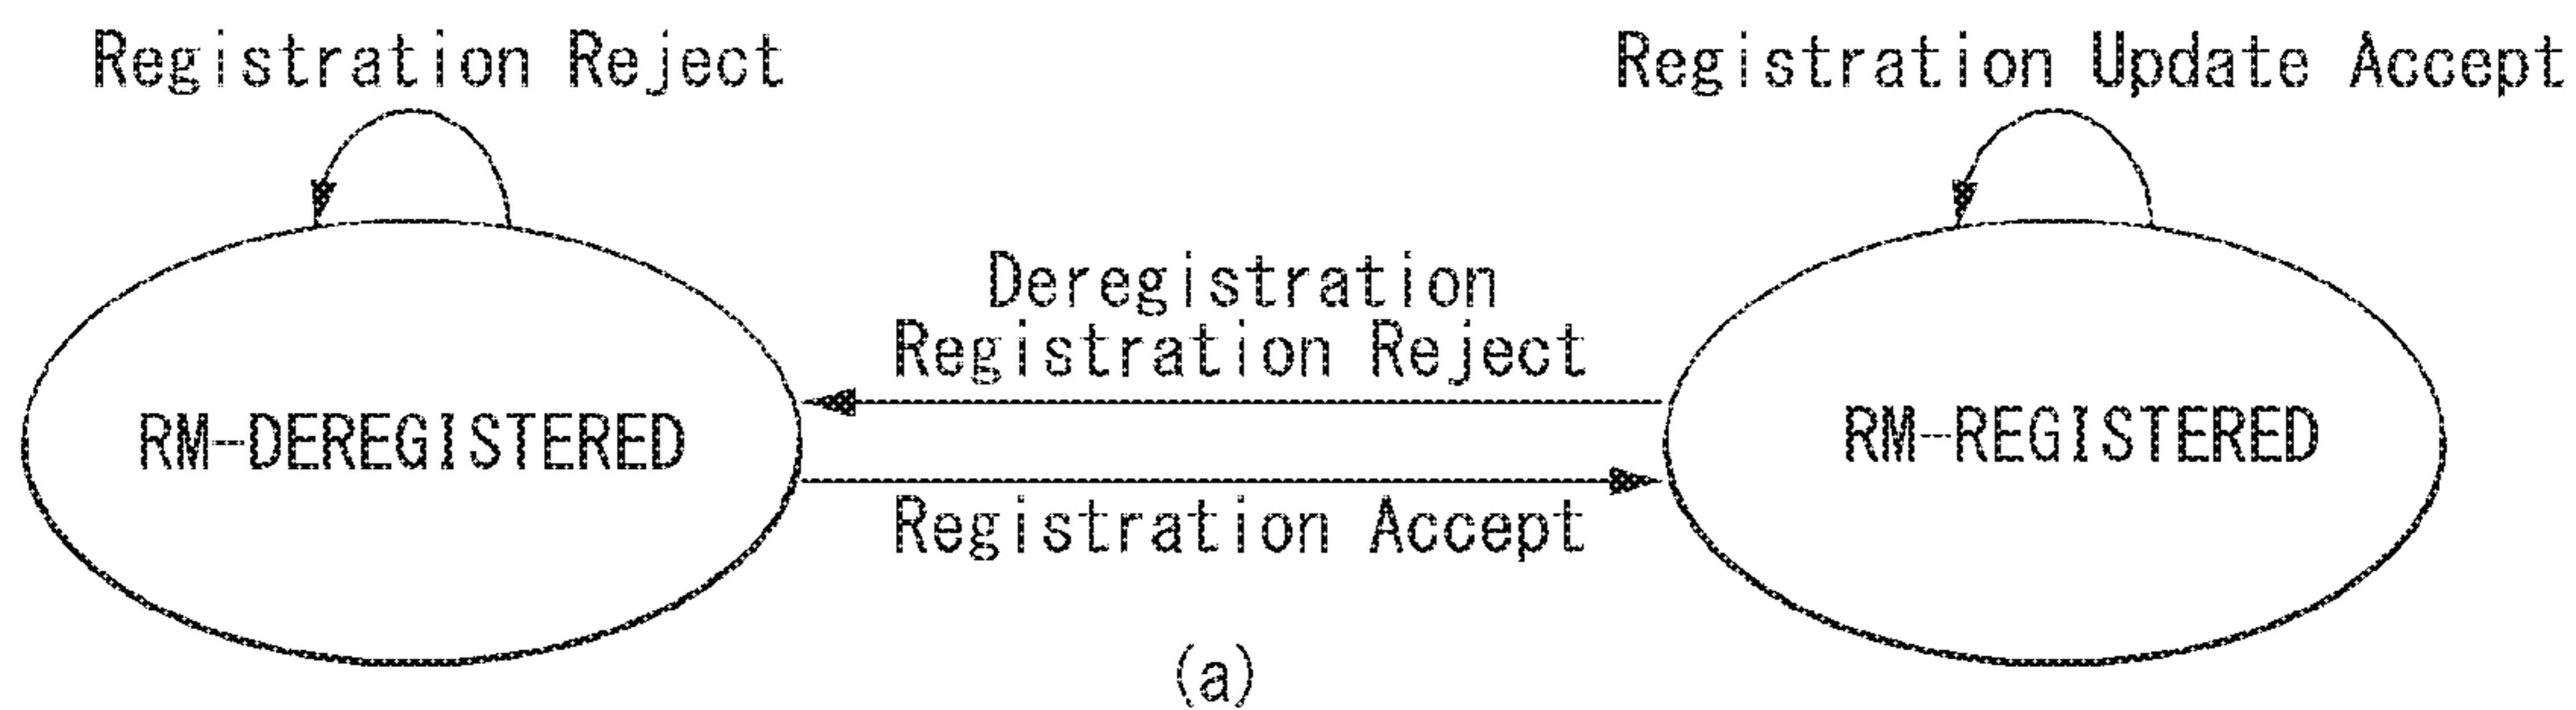 Registration Reject
Registration Update Accept
Deregistration
Registration Reject
RM-DEREGISTERED
RM-REGISTERED
Registration Accept
(a)